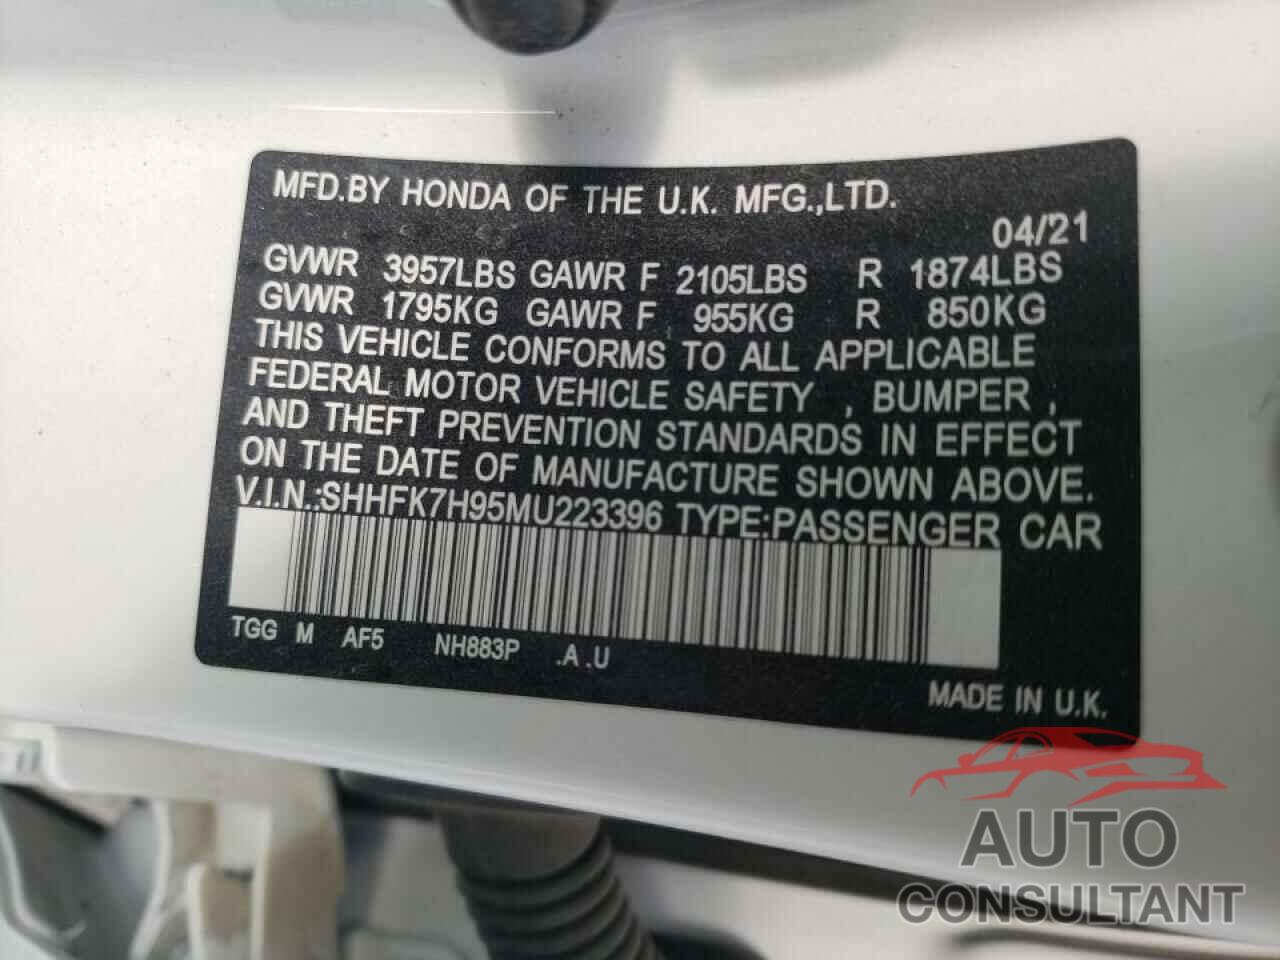 MFD.BY HONDA OF THE U.K. MFG.,LTD.
04/21
GVWR 3957LBS GAWR F 2105LBS R 1874LBS
GVWR 1795KG GAWR F 955KG R 850KG
THIS VEHICLE CONFORMS TO ALL APPLICABLE
FEDERAL MOTOR VEHICLE SAFETY , BUMPER ,
AND THEFT PREVENTION STANDARDS IN EFFECT
ON THE DATE OF MANUFACTURE SHOWN ABOVE.
V.I.N.:SHHFK7H95MU223396 TYPE:PASSENGER CAR
TGG M AF5 NH883P .A .U
MADE IN U.K.
AUTO
CONSULTANT